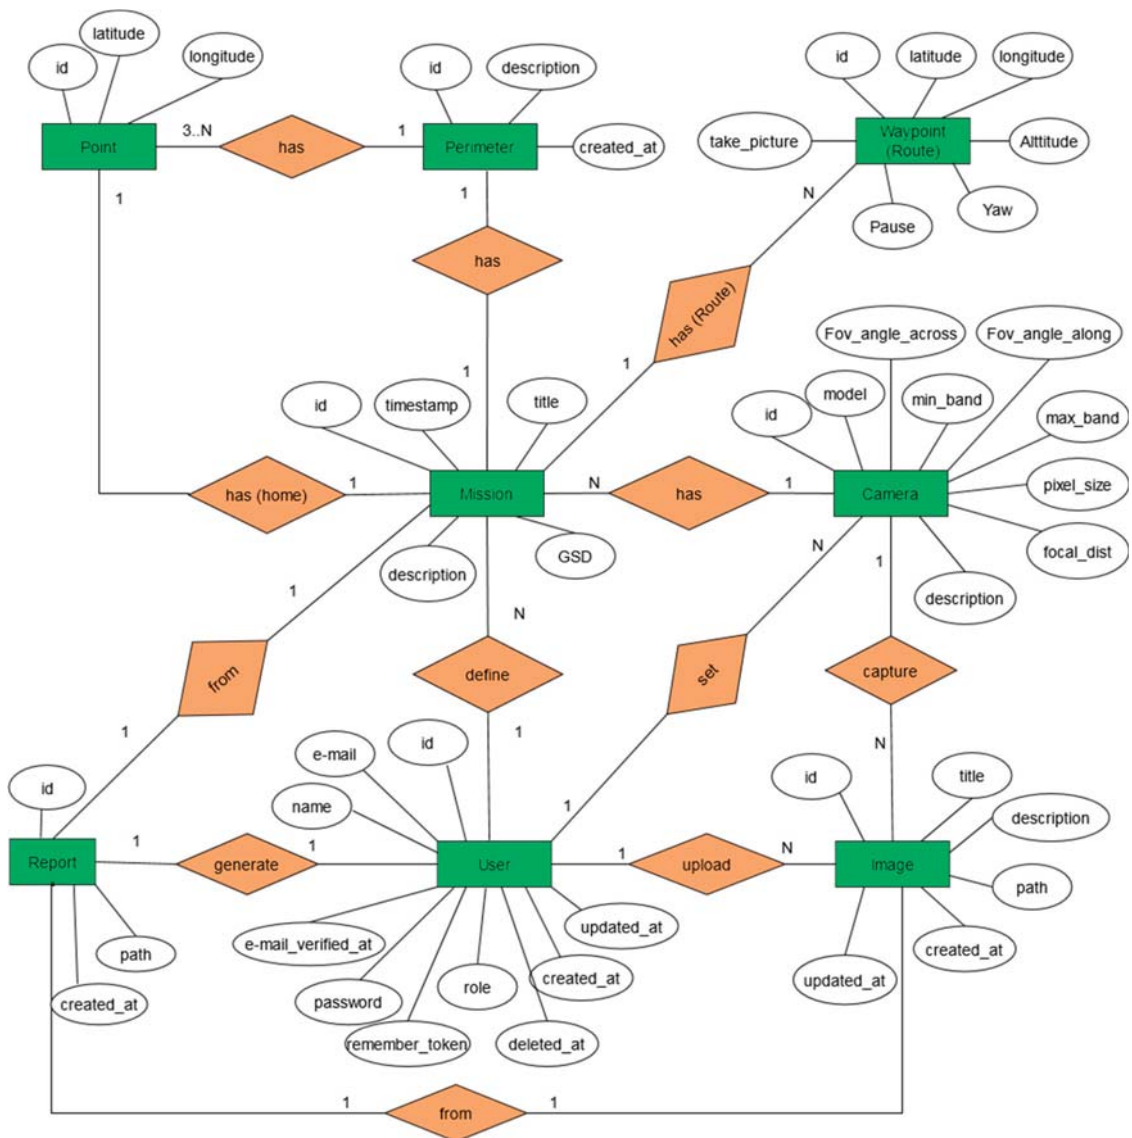 latitude
longitude
id
id
description
id
latitude
longitude
3..N
1
Point
has
Perimeter
created_at
take_picture
Waypoint
(Route)
Alttitude
1
1
N
Pause
Yaw
has
has (Route)
Fov_angle_across
Fov_angle_along
1
1
id
timestamp
title
id
model
min_band
max_band
has (home)
1
Mission
N
has
1
Camera
pixel_size
description
GSD
focal_dist
N
1
description
1
N
from
define
set
capture
1
1
N
e-mail
id
id
title
id
name
1
description
Report
1
generate
1
User
1
upload
N
Image
path
e-mail_verified_at
updated_at
path
created_at
created_at
password
role
created_at
updated_at
remember_token
deleted_at
1
from
1